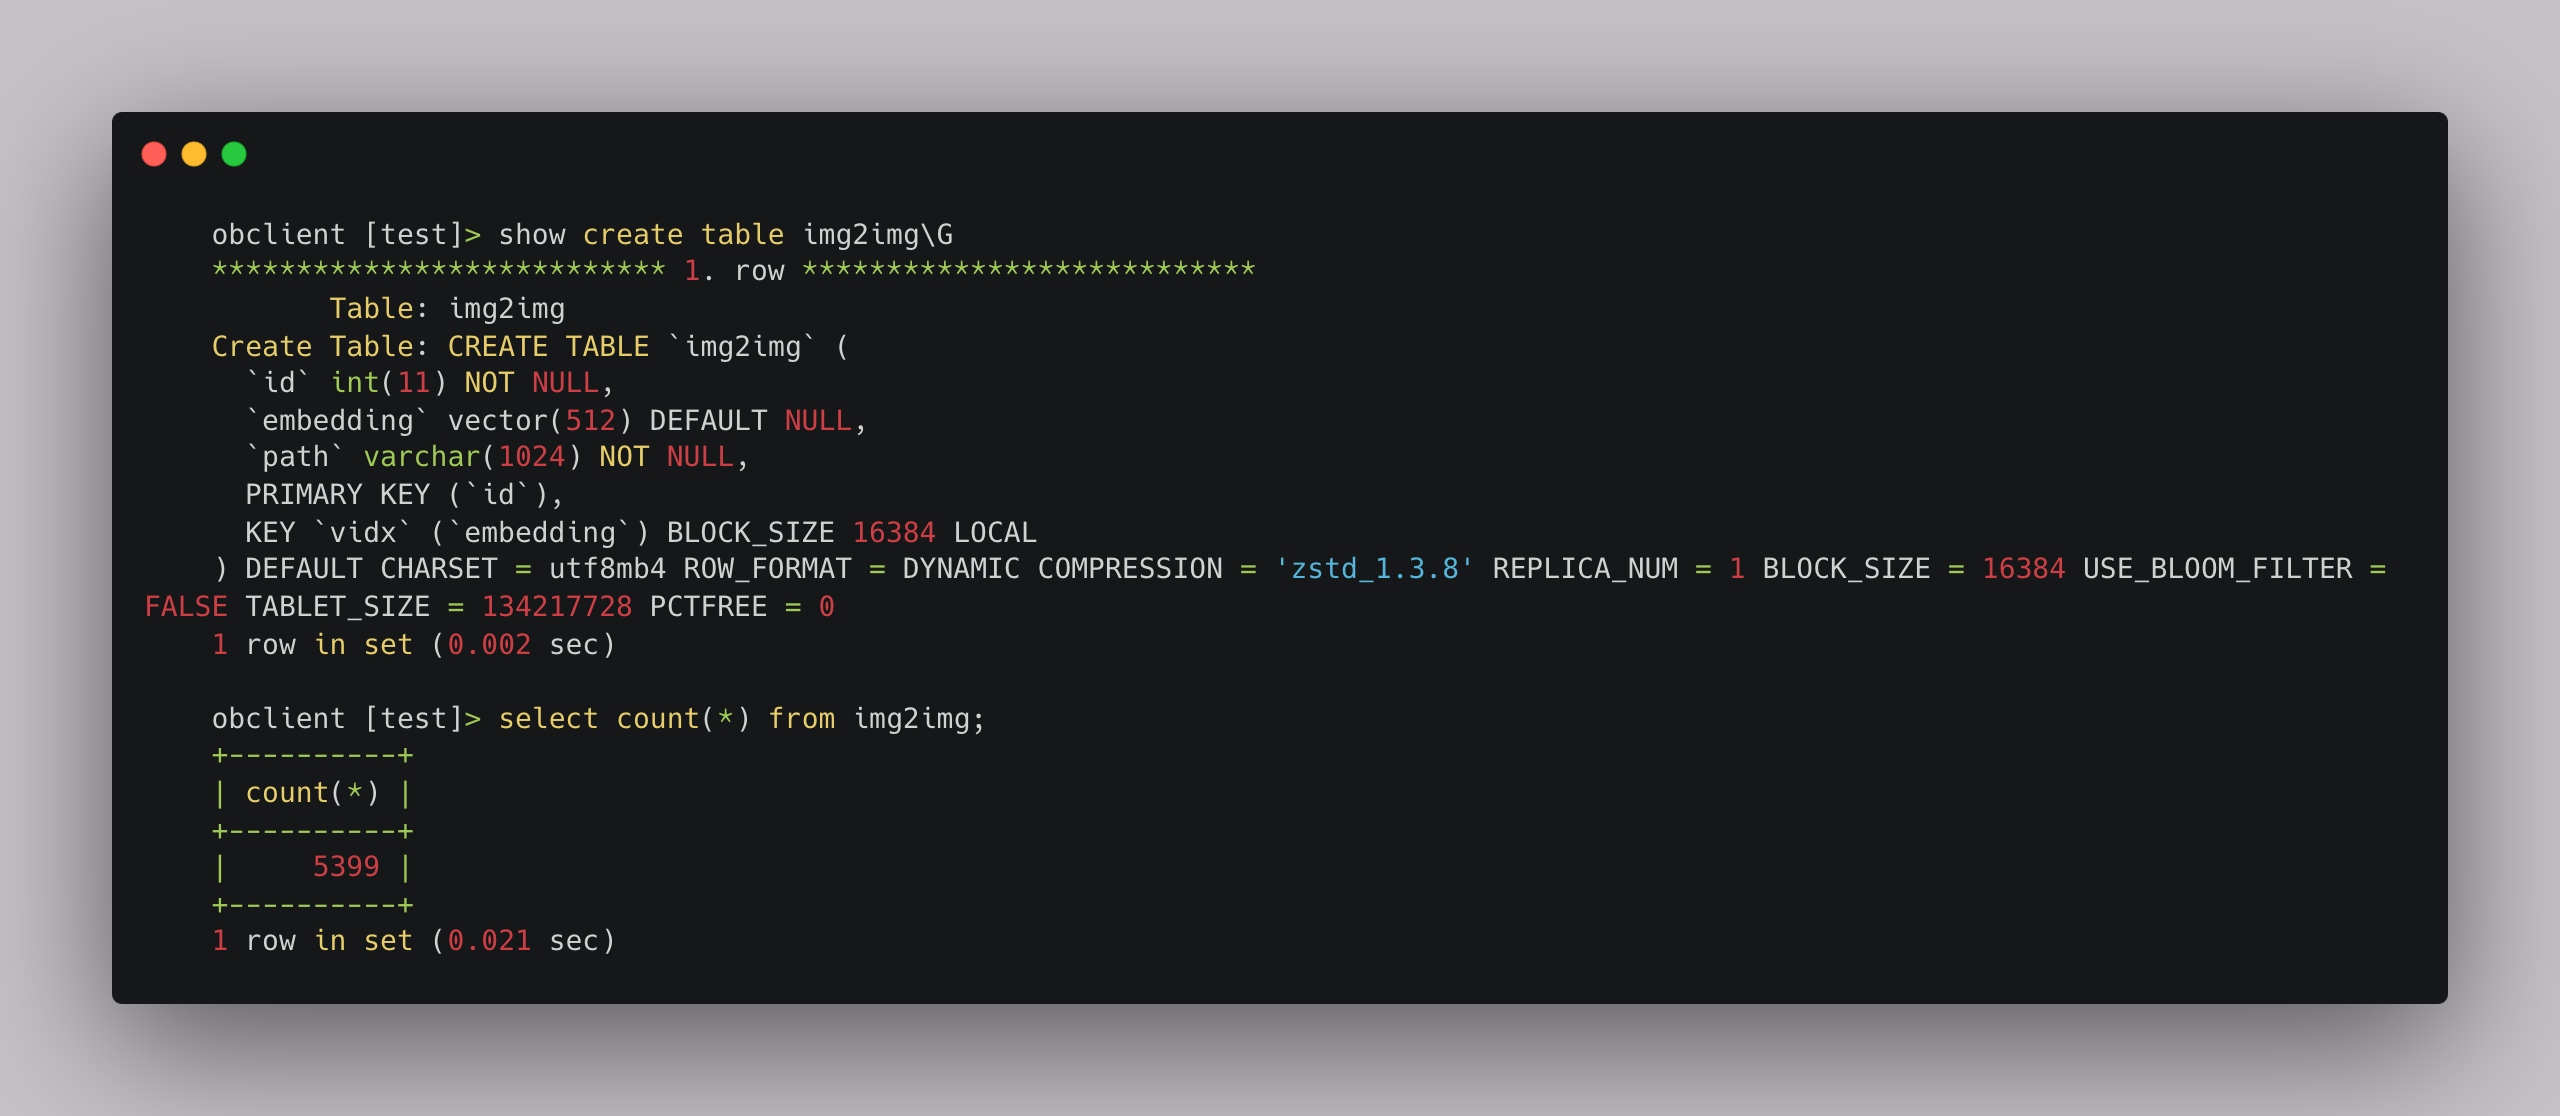 obclient [test]> show create table img2img\G
*************************** 1. row ***************************
       Table: img2img
Create Table: CREATE TABLE `img2img` (
  `id` int(11) NOT NULL,
  `embedding` vector(512) DEFAULT NULL,
  `path` varchar(1024) NOT NULL,
  PRIMARY KEY (`id`),
  KEY `vidx` (`embedding`) BLOCK_SIZE 16384 LOCAL
) DEFAULT CHARSET = utf8mb4 ROW_FORMAT = DYNAMIC COMPRESSION = 'zstd_1.3.8' REPLICA_NUM = 1 BLOCK_SIZE = 16384 USE_BLOOM_FILTER =
FALSE TABLET_SIZE = 134217728 PCTFREE = 0
1 row in set (0.002 sec)

obclient [test]> select count(*) from img2img;
+----------+
| count(*) |
+----------+
|     5399 |
+----------+
1 row in set (0.021 sec)